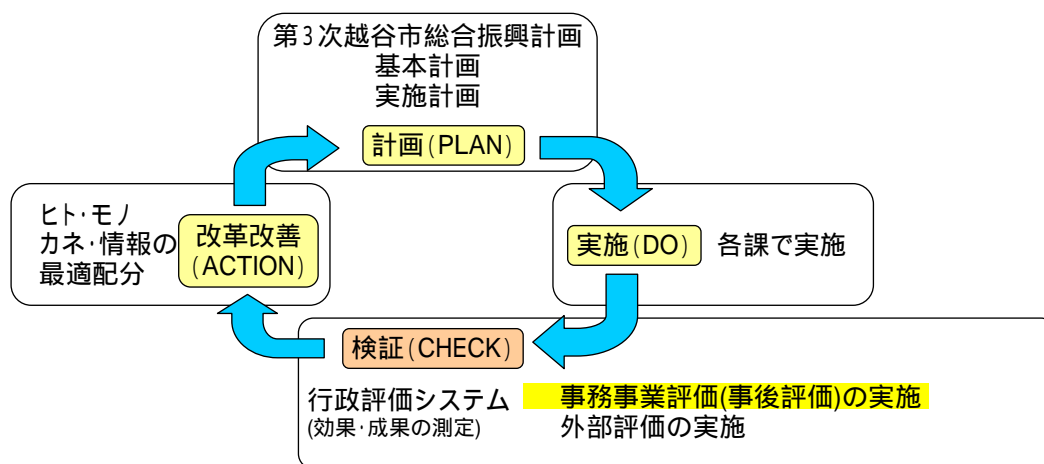 第3次越谷市総合振興計画
基本計画
実施計画
計画(PLAN)
ヒト・モノ
カネ・情報の
最適配分
改革改善
(ACTION)
実施(DO)
各課で実施
検証(CHECK)
行政評価システム
(効果・成果の測定)
事務事業評価(事後評価)の実施
外部評価の実施